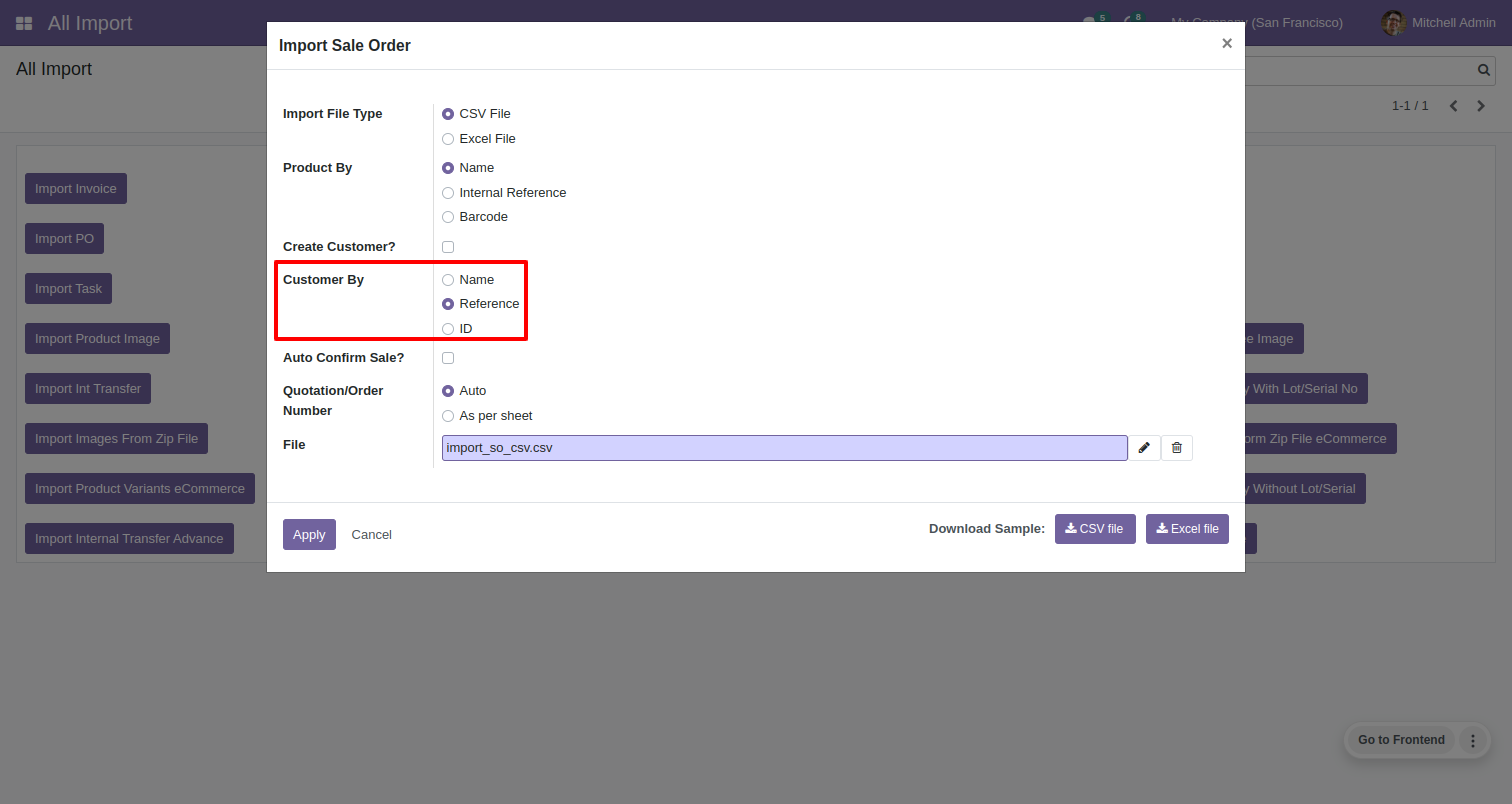 All Import
5
8
My Company (San Francisco)
Mitchell Admin
All Import
1-1 / 1
Import Sale Order
×
Import File Type
CSV File
Excel File
Product By
Name
Internal Reference
Barcode
Create Customer?
Customer By
Name
Reference
ID
Auto Confirm Sale?
Quotation/Order
Number
Auto
As per sheet
File
import_so_csv.csv
Apply
Cancel
Download Sample:
CSV file
Excel file
Import Invoice
Import PO
Import Task
Import Product Image
Import Int Transfer
Import Images From Zip File
Import Product Variants eCommerce
Import Internal Transfer Advance
Image
With Lot/Serial No
Zip File eCommerce
Without Lot/Serial
Go to Frontend